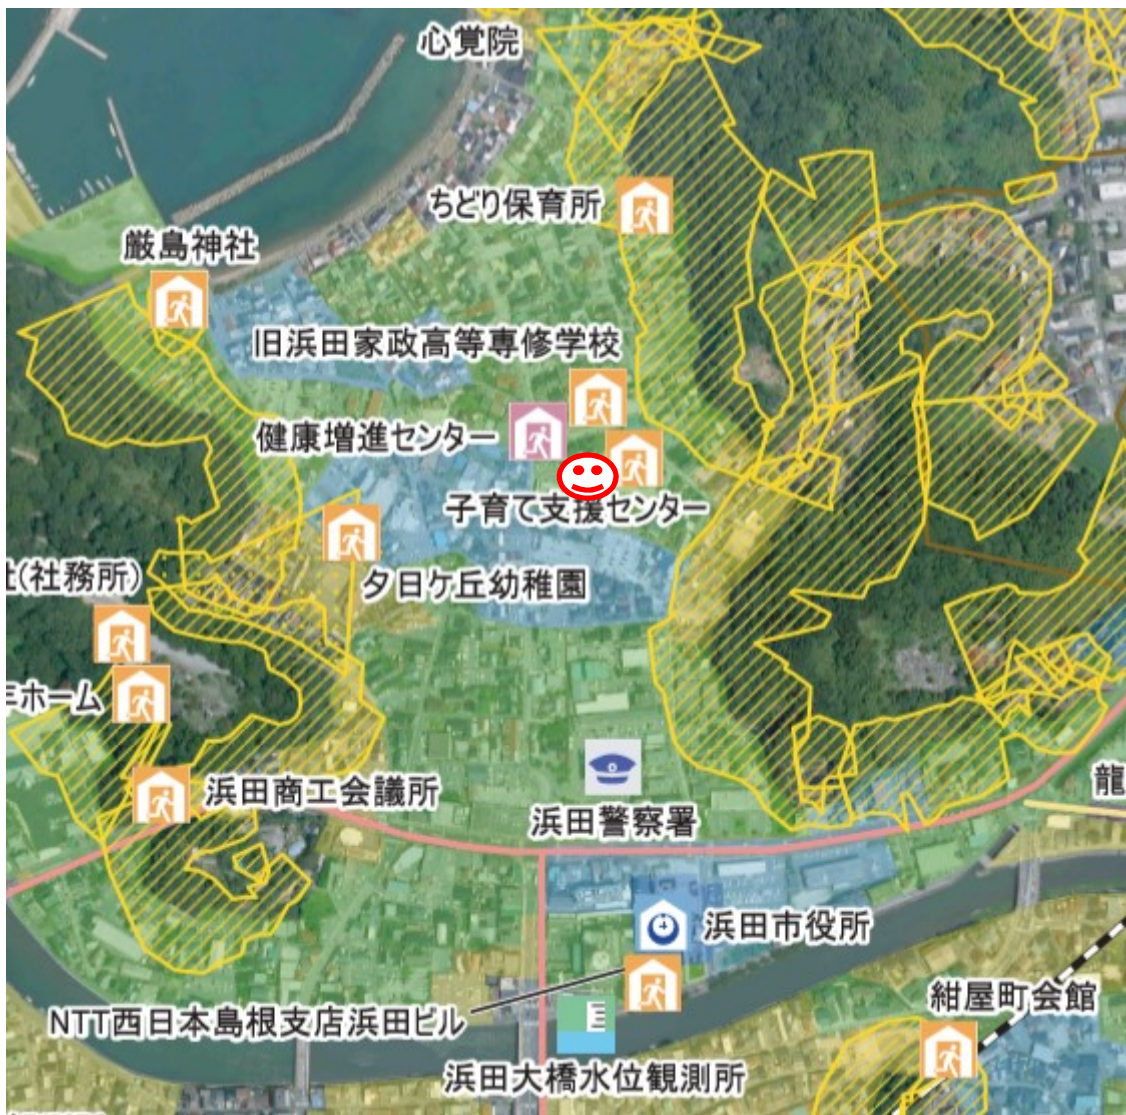 心覚院
ちどり保育所
厳島神社
旧浜田家政高等専修学校
健康増進センター
子育て支援センター
夕日ケ丘幼稚園
(社務所)
ホーム
浜田商工会議所
浜田警察署
龍
浜田市役所
紺屋町会館
NTT西日本島根支店浜田ビル
浜田大橋水位観測所